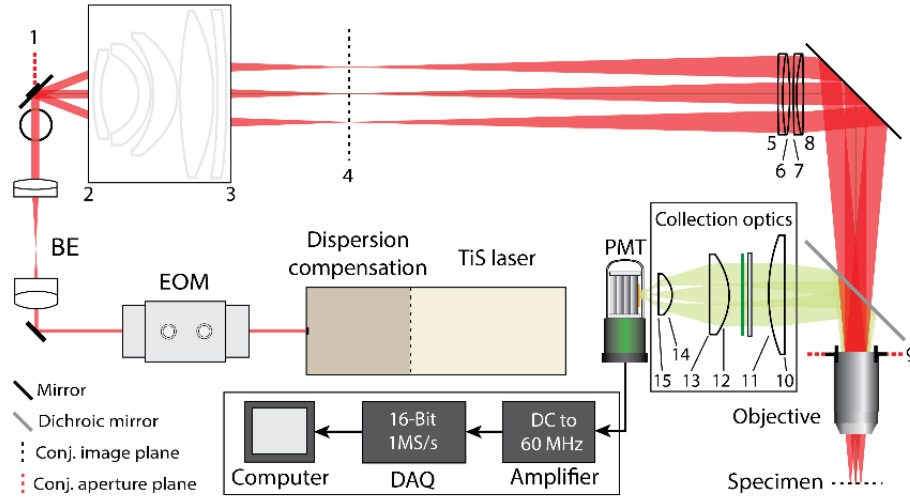 1
2
3
4
5
8
6
7
BE
EOM
Dispersion
compensation
TiS laser
PMT
Collection optics
15
14
13
12
11
10
9
Objective
Specimen
Mirror
Dichroic mirror
Conj. image plane
Conj. aperture plane
Computer
16-Bit
1MS/s
DAQ
DC to
60 MHz
Amplifier